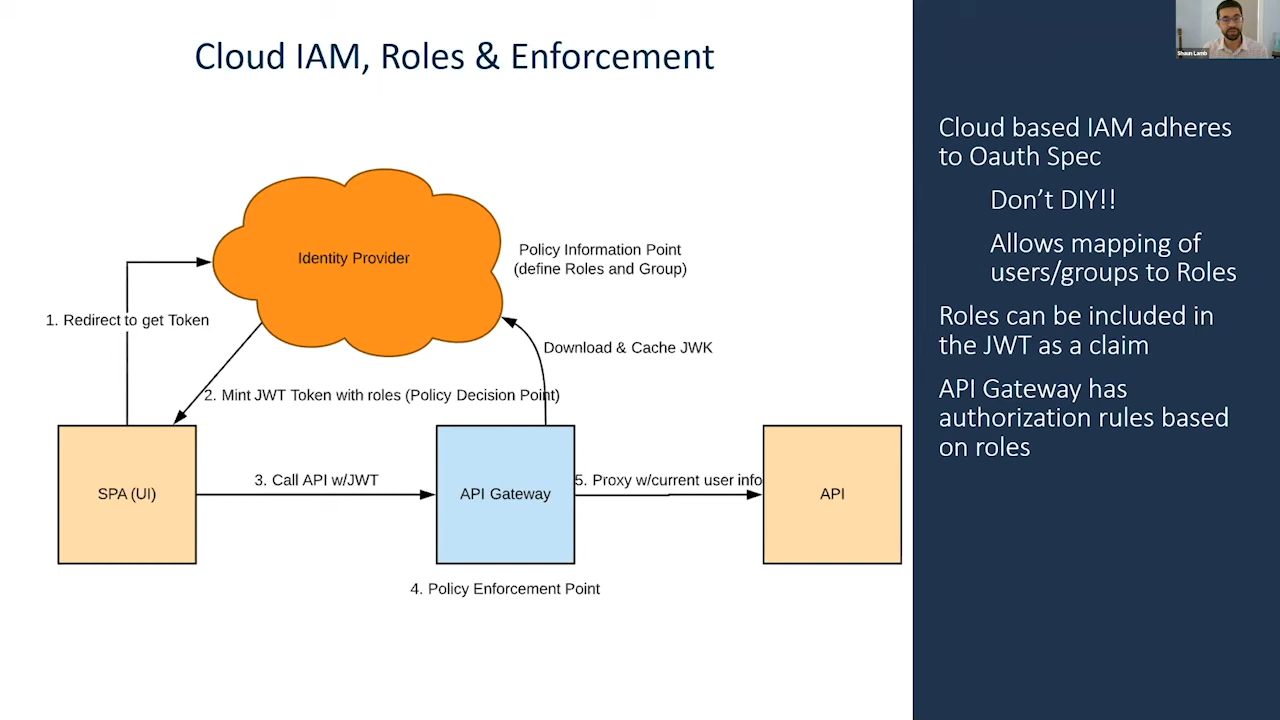 Cloud IAM, Roles & Enforcement
Shaun Lamb
Identity Provider
Policy Information Point
(define Roles and Group)
1. Redirect to get Token
Download & Cache JWK
2. Mint JWT Token with roles (Policy Decision Point)
SPA (UI)
3. Call API w/JWT
API Gateway
5. Proxy w/current user info
API
4. Policy Enforcement Point
Cloud based IAM adheres
to Oauth Spec
Don’t DIY!!
Allows mapping of
users/groups to Roles
Roles can be included in
the JWT as a claim
API Gateway has
authorization rules based
on roles